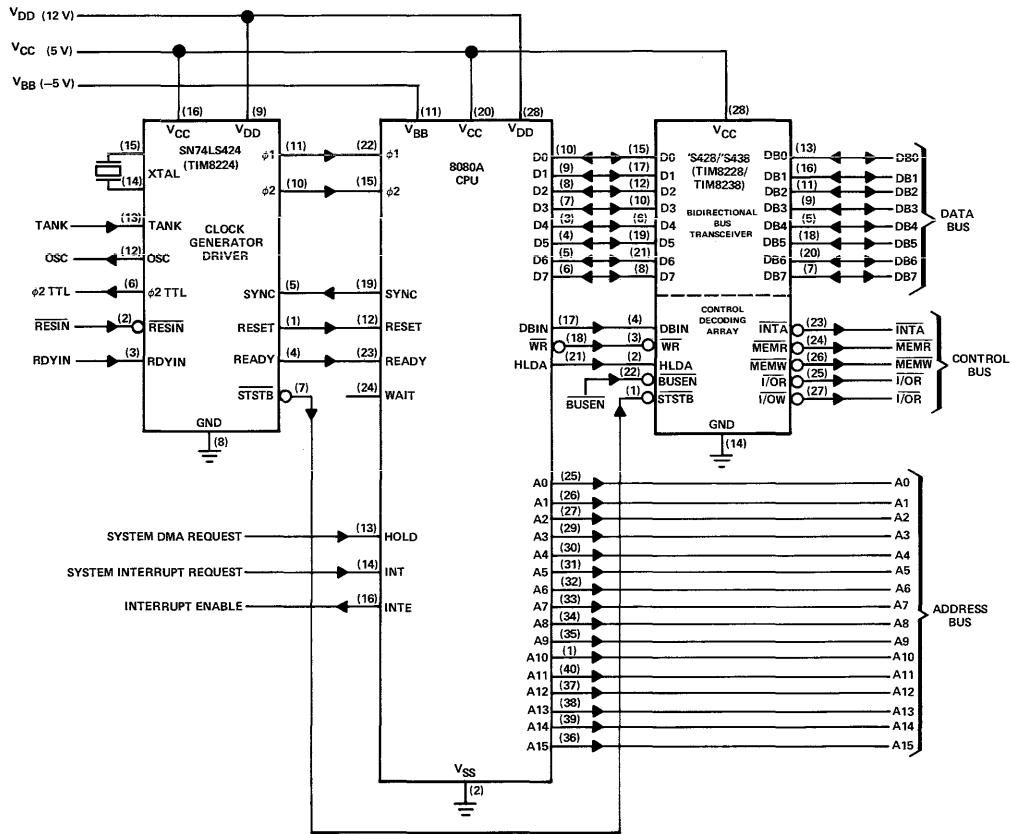 VDD (12 V)
VCC (5 V)
VBB (−5 V)
(16) (9)
VCC VDD
SN74LS424
(TIM8224)
(15)
XTAL
(14)
TANK (13) TANK
OSC (12) OSC
ϕ2 TTL (6) ϕ2 TTL
RESIN (2) RESIN
RDYIN (3) RDYIN
CLOCK
GENERATOR
DRIVER
ϕ1 (11)
ϕ2 (10)
SYNC (5)
RESET (1)
READY (4)
STSTB (7)
GND
(8)
(11) (20) (28)
VBB VCC VDD
8080A
CPU
(22) ϕ1
(15) ϕ2
(19) SYNC
(12) RESET
(23) READY
(24) WAIT
SYSTEM DMA REQUEST (13) HOLD
SYSTEM INTERRUPT REQUEST (14) INT
INTERRUPT ENABLE (16) INTE
VSS
(2)
D0 (10) (15) D0
D1 (9) (17) D1
D2 (8) (12) D2
D3 (7) (10) D3
D4 (3) (6) D4
D5 (4) (19) D5
D6 (5) (21) D6
D7 (6) (8) D7
DBIN (17) (4) DBIN
WR (18) (3) WR
HLDA (21) (2) HLDA
(22) BUSEN
BUSEN
(1) STSTB
(28)
VCC
'S428/'S438
(TIM8228/
TIM8238)
BIDIRECTIONAL
BUS
TRANSCEIVER
CONTROL
DECODING
ARRAY
GND
(14)
DB0 (13) DB0
DB1 (16) DB1
DB2 (11) DB2
DB3 (9) DB3
DB4 (5) DB4
DB5 (18) DB5
DB6 (20) DB6
DB7 (7) DB7
DATA
BUS
INTA (23) INTA
MEMR (24) MEMR
MEMW (26) MEMW
I/OR (25) I/OR
I/OW (27) I/OR
CONTROL
BUS
A0 (25) A0
A1 (26) A1
A2 (27) A2
A3 (29) A3
A4 (30) A4
A5 (31) A5
A6 (32) A6
A7 (33) A7
A8 (34) A8
A9 (35) A9
A10 (1) A10
A11 (40) A11
A12 (37) A12
A13 (38) A13
A14 (39) A14
A15 (36) A15
ADDRESS
BUS